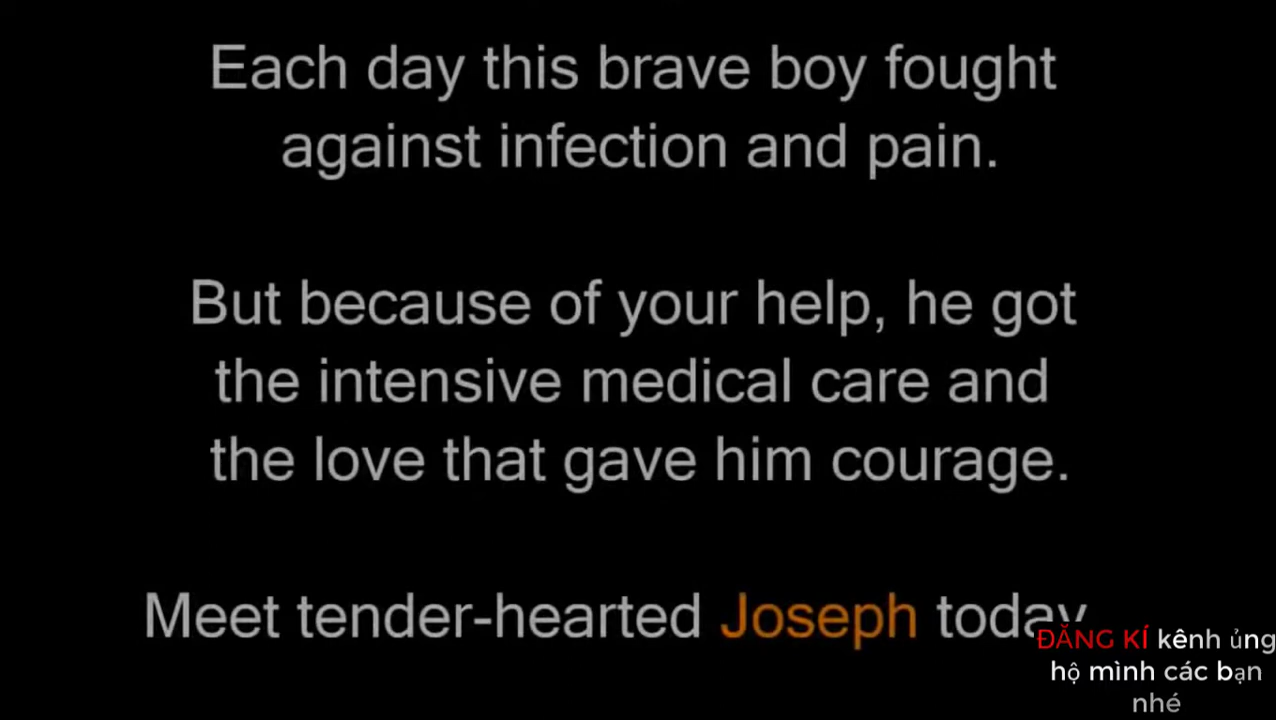 Each day this brave boy fought
against infection and pain.
But because of your help, he got
the intensive medical care and
the love that gave him courage.
Meet tender-hearted Joseph today
ĐĂNG KÍ kênh ủng
hộ mình các bạn
nhé